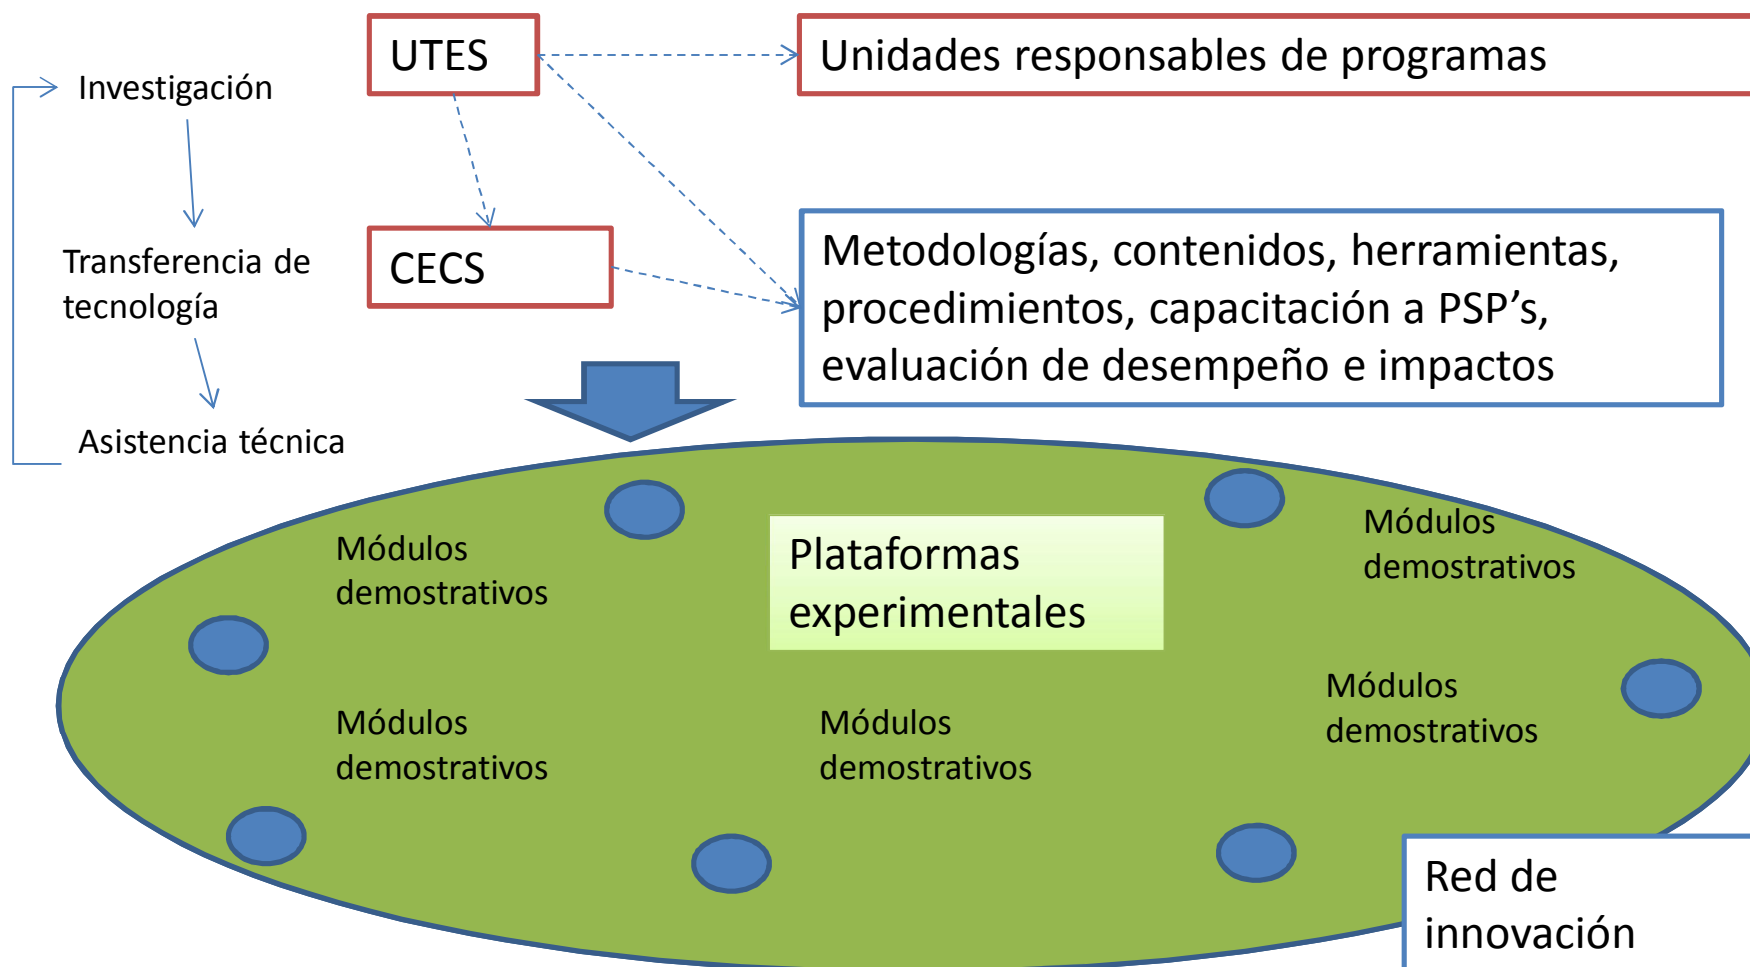 UTES
Unidades responsables de programas
Investigación
Transferencia de
tecnología
CECS
Metodologías, contenidos, herramientas,
procedimientos, capacitación a PSP’s,
evaluación de desempeño e impactos
Asistencia técnica
Módulos
demostrativos
Plataformas
experimentales
Módulos
demostrativos
Módulos
demostrativos
Módulos
demostrativos
Módulos
demostrativos
Red de
innovación